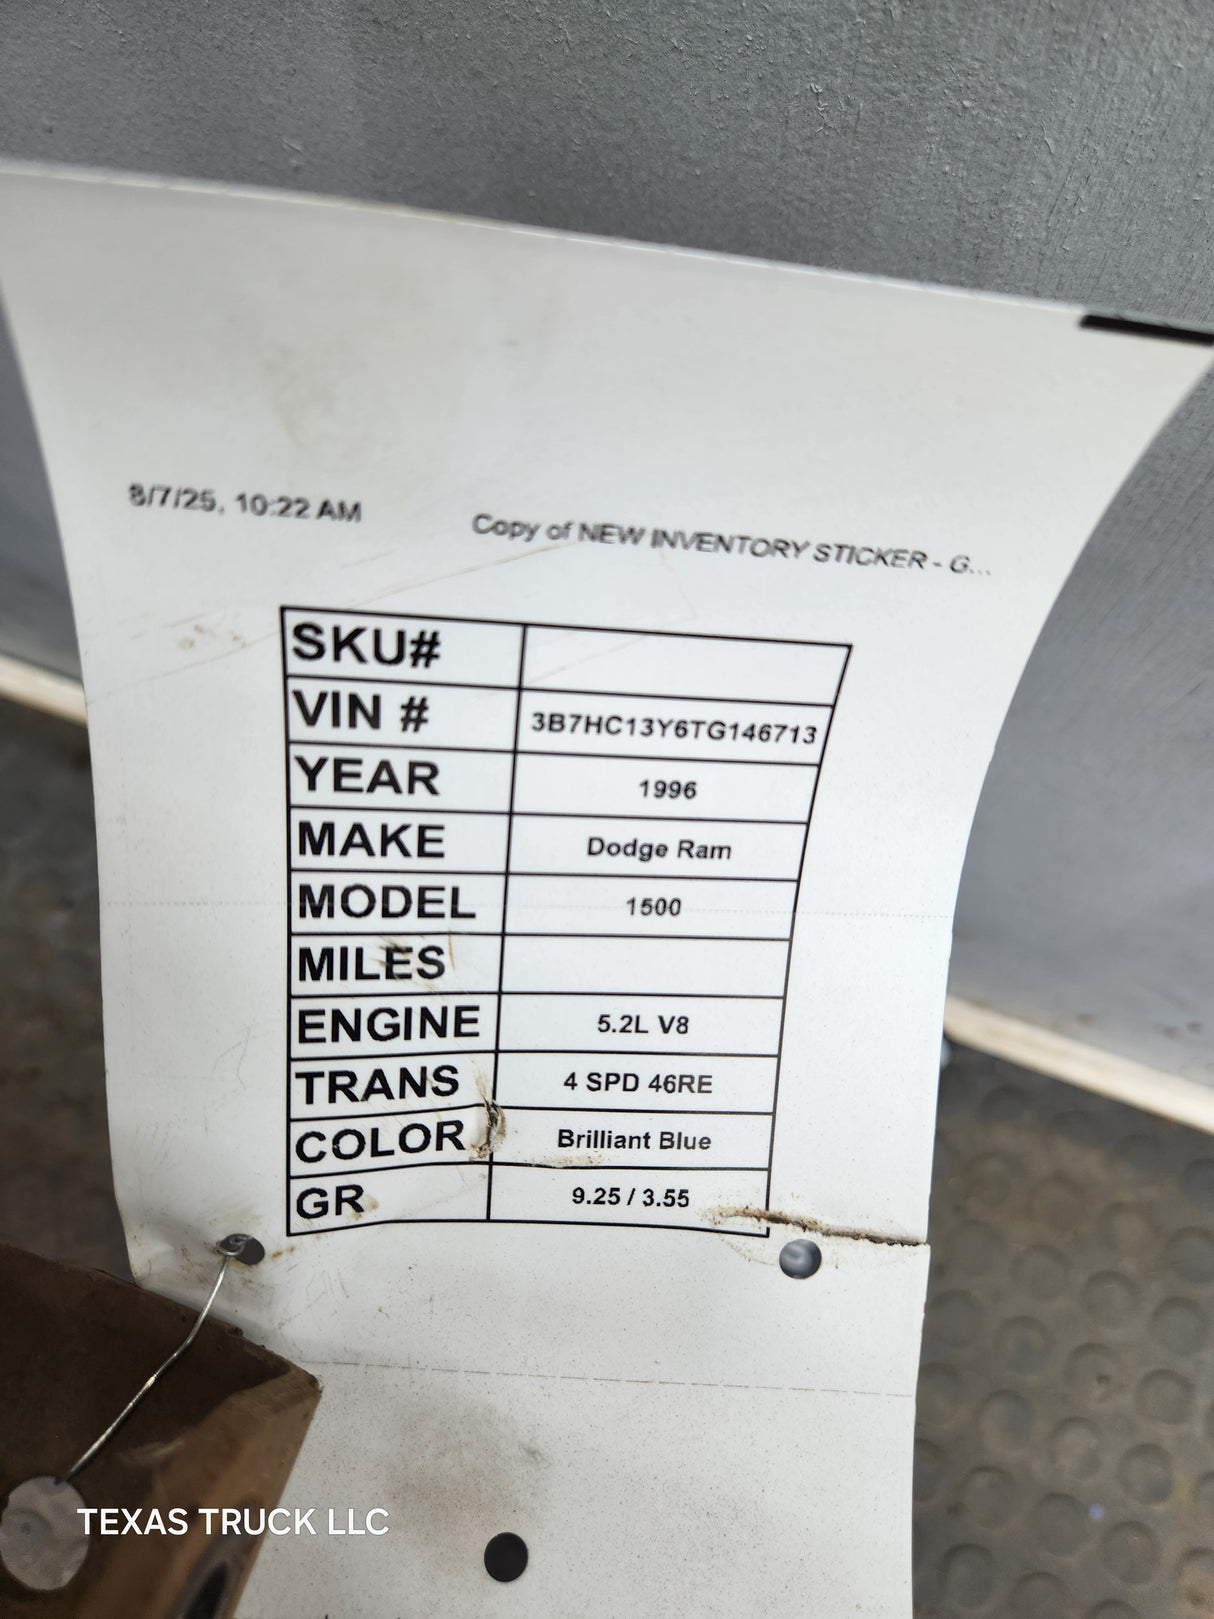 8/7/25, 10:22 AM Copy of NEW INVENTORY STICKER - G...
SKU#
VIN # 3B7HC13Y6TG146713
YEAR 1996
MAKE Dodge Ram
MODEL 1500
MILES
ENGINE 5.2L V8
TRANS 4 SPD 46RE
COLOR Brilliant Blue
GR 9.25 / 3.55
TEXAS TRUCK LLC